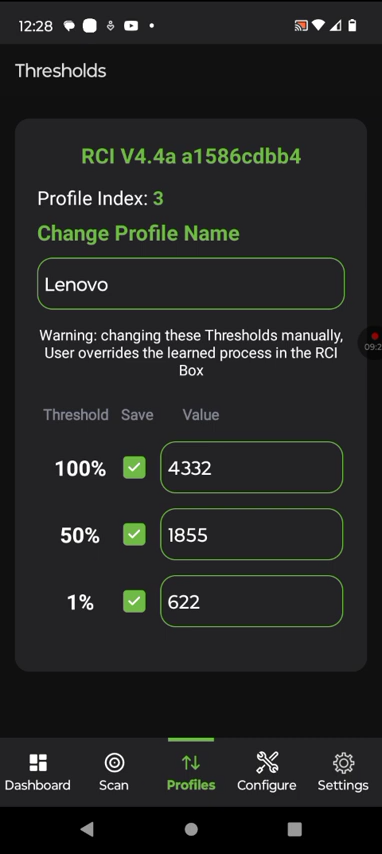 12:28
Thresholds
RCI V4.4a a1586cdbb4
Profile Index: 3
Change Profile Name
Lenovo
Warning: changing these Thresholds manually,
User overrides the learned process in the RCI
Box
09:2
Threshold Save Value
100% 4332
50% 1855
1% 622
Dashboard Scan Profiles Configure Settings